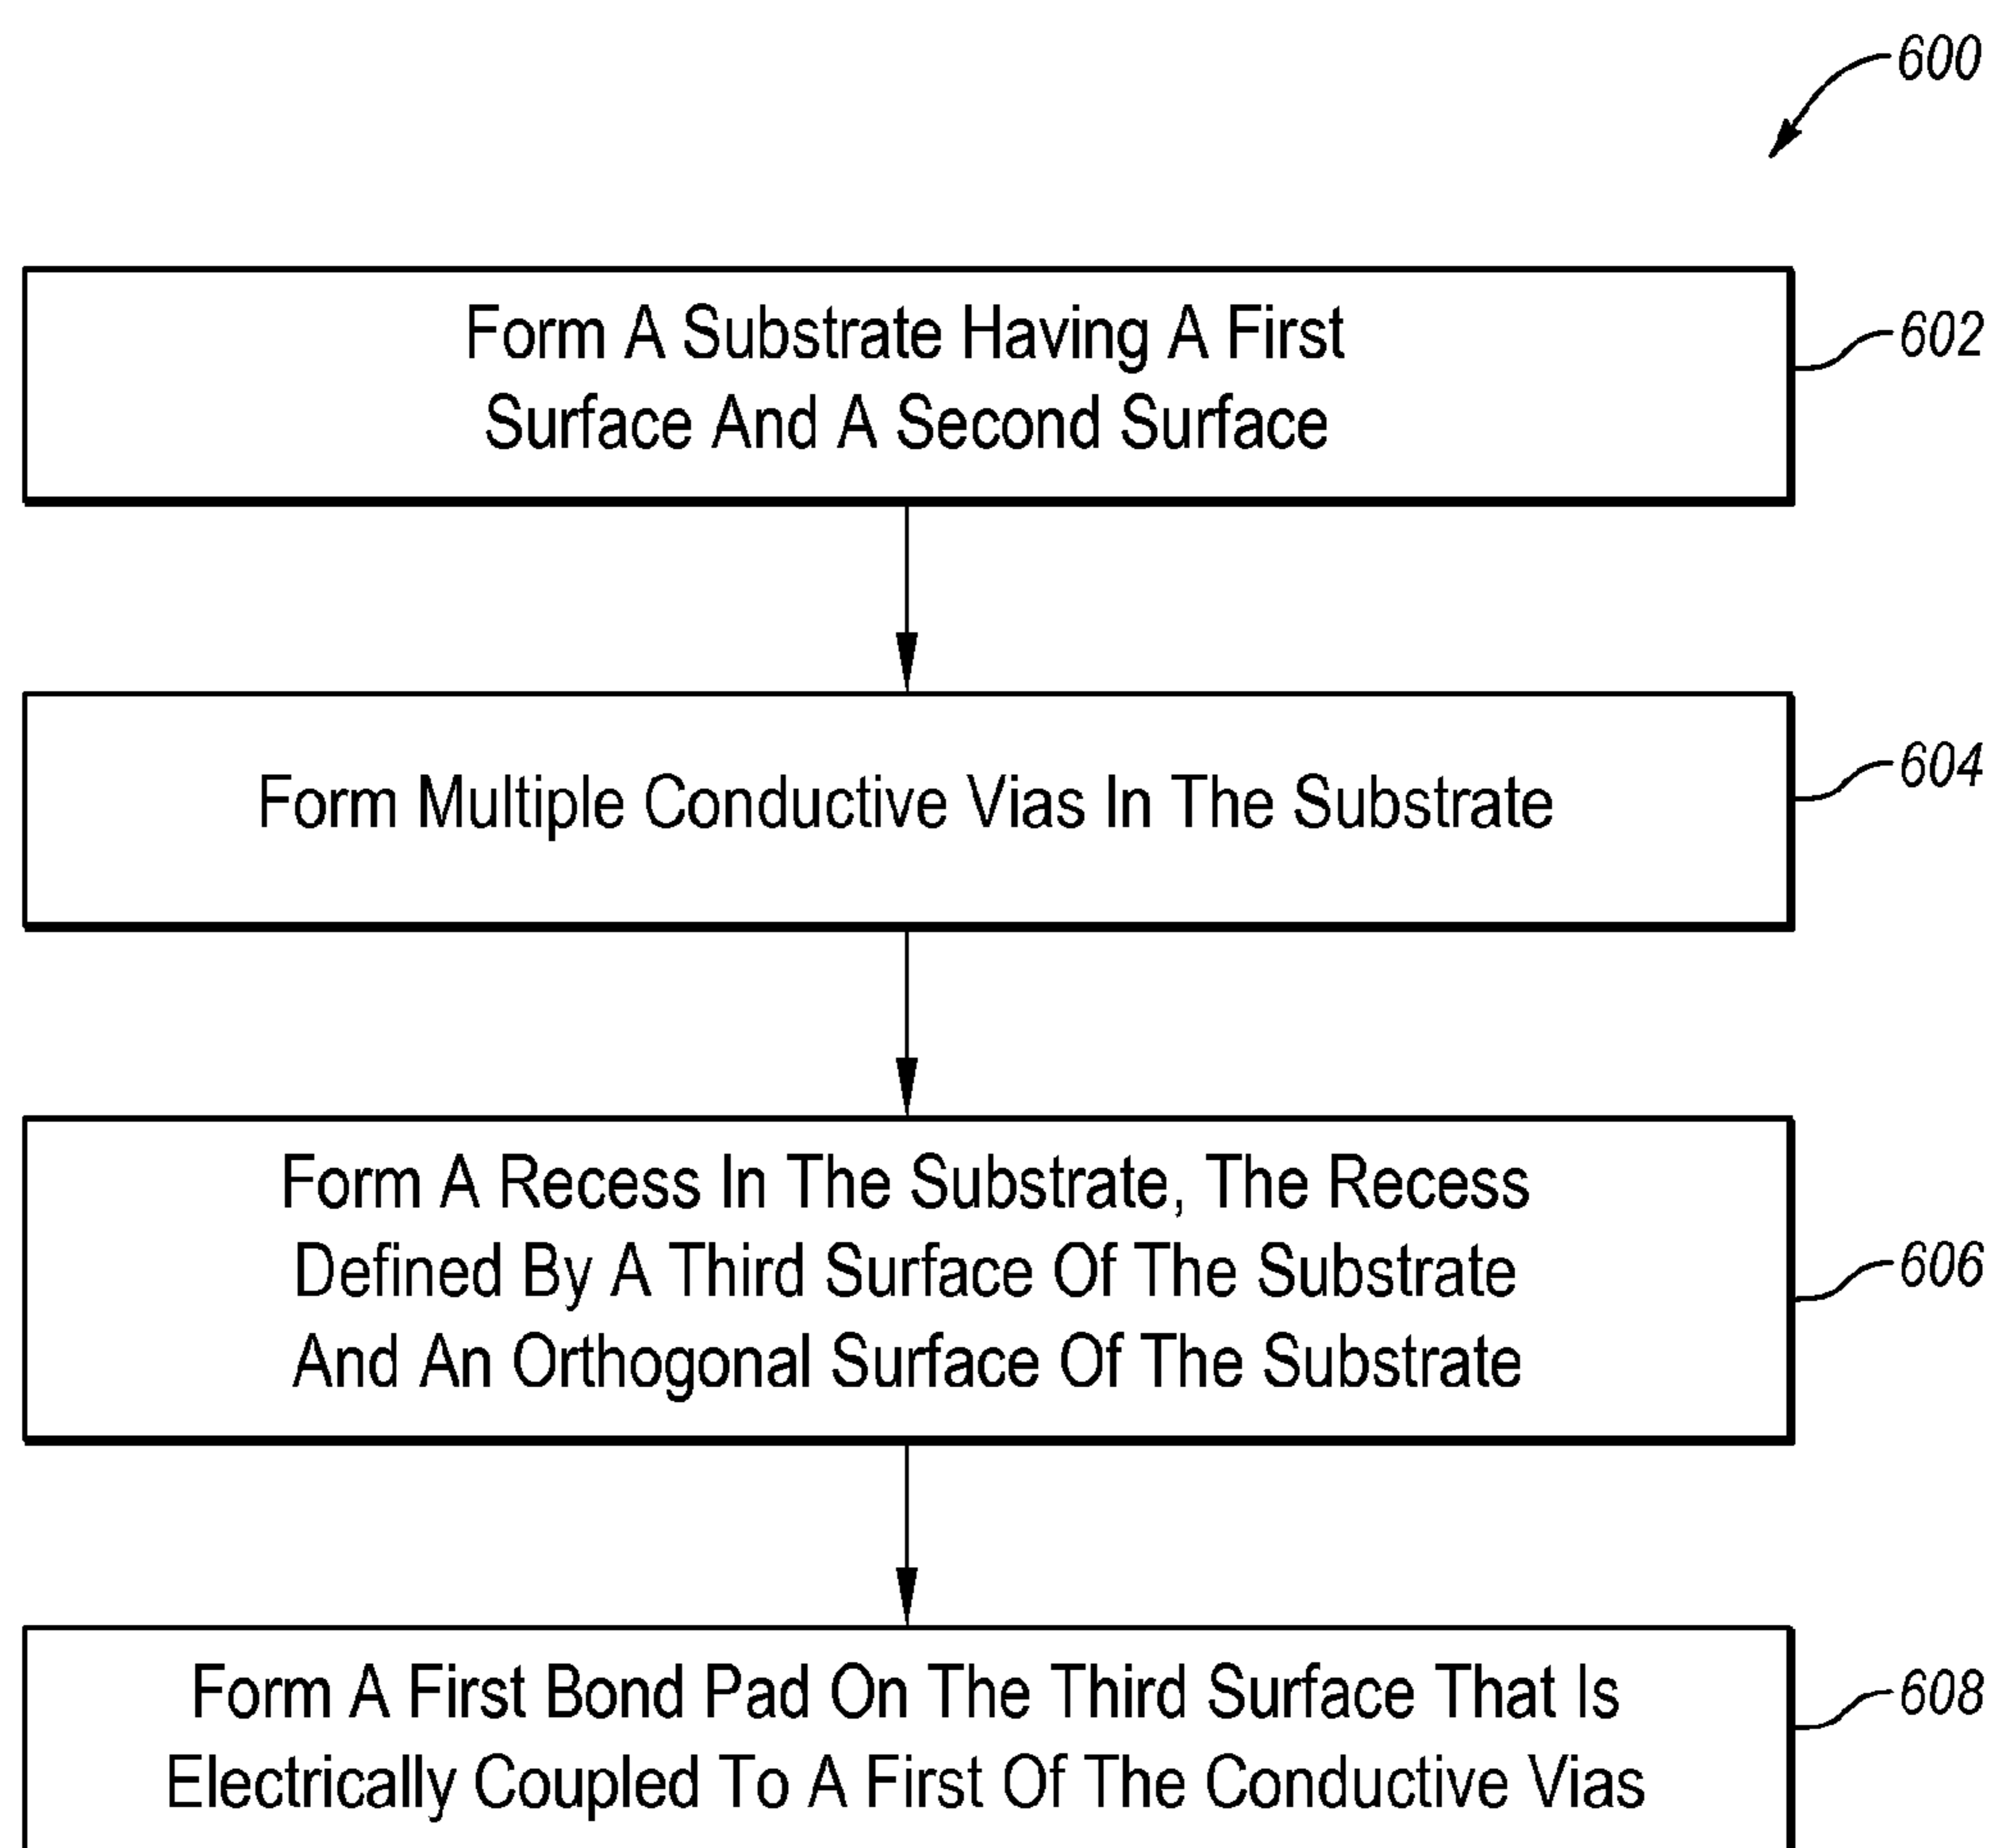 600
Form A Substrate Having A First
Surface And A Second Surface
602
Form Multiple Conductive Vias In The Substrate
604
Form A Recess In The Substrate, The Recess
Defined By A Third Surface Of The Substrate
And An Orthogonal Surface Of The Substrate
606
Form A First Bond Pad On The Third Surface That Is
Electrically Coupled To A First Of The Conductive Vias
608